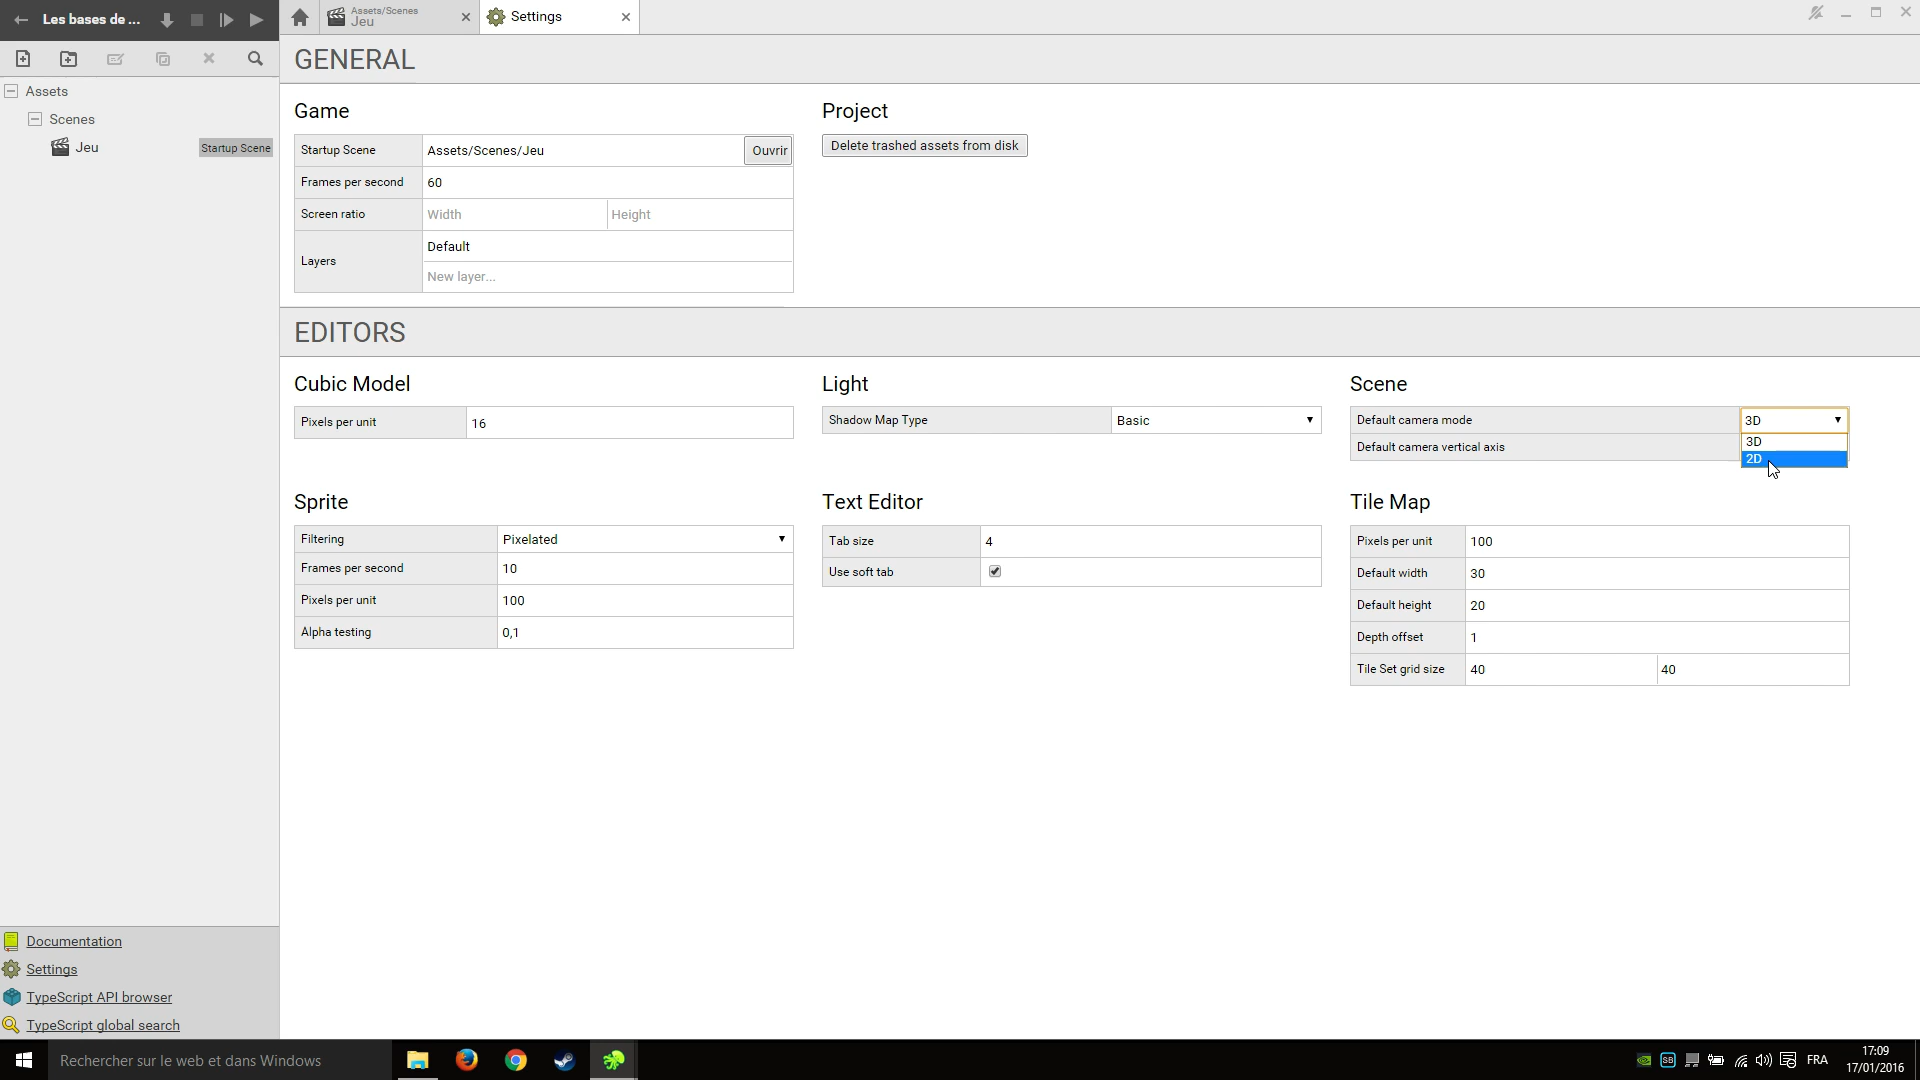 Les bases de ...
Assets/Scenes
Jeu
Settings
Assets
Scenes
Jeu
Startup Scene
GENERAL
Game
Startup Scene
Assets/Scenes/Jeu
Ouvrir
Frames per second
60
Screen ratio
Width
Height
Layers
Default
New layer...
Project
Delete trashed assets from disk
EDITORS
Cubic Model
Pixels per unit
16
Light
Shadow Map Type
Basic
Scene
Default camera mode
3D
3D
2D
Default camera vertical axis
Sprite
Filtering
Pixelated
Frames per second
10
Pixels per unit
100
Alpha testing
0,1
Text Editor
Tab size
4
Use soft tab
Tile Map
Pixels per unit
100
Default width
30
Default height
20
Depth offset
1
Tile Set grid size
40
40
Documentation
Settings
TypeScript API browser
TypeScript global search
Rechercher sur le web et dans Windows
SB
FRA
17:09
17/01/2016